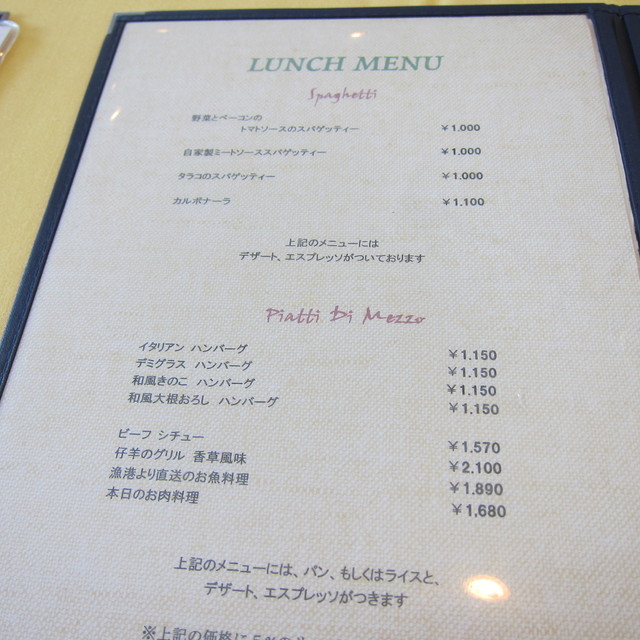 LUNCH MENU
Spaghetti
野菜とベーコンの
トマトソースのスパゲッティー ￥1.000
自家製ミートソーススパゲッティー ￥1.000
タラコのスパゲッティー ￥1.000
カルボナーラ ￥1.100
上記のメニューには
デザート、エスプレッソがついております
Piatti Di Mezzo
イタリアン ハンバーグ ￥1.150
デミグラス ハンバーグ ￥1.150
和風きのこ ハンバーグ ￥1.150
和風大根おろし ハンバーグ ￥1.150
ビーフ シチュー ￥1.570
仔羊のグリル 香草風味 ￥2.100
漁港より直送のお魚料理 ￥1.890
本日のお肉料理 ￥1.680
上記のメニューには、パン、もしくはライスと、
デザート、エスプレッソがつきます
※上記の価格に5%の